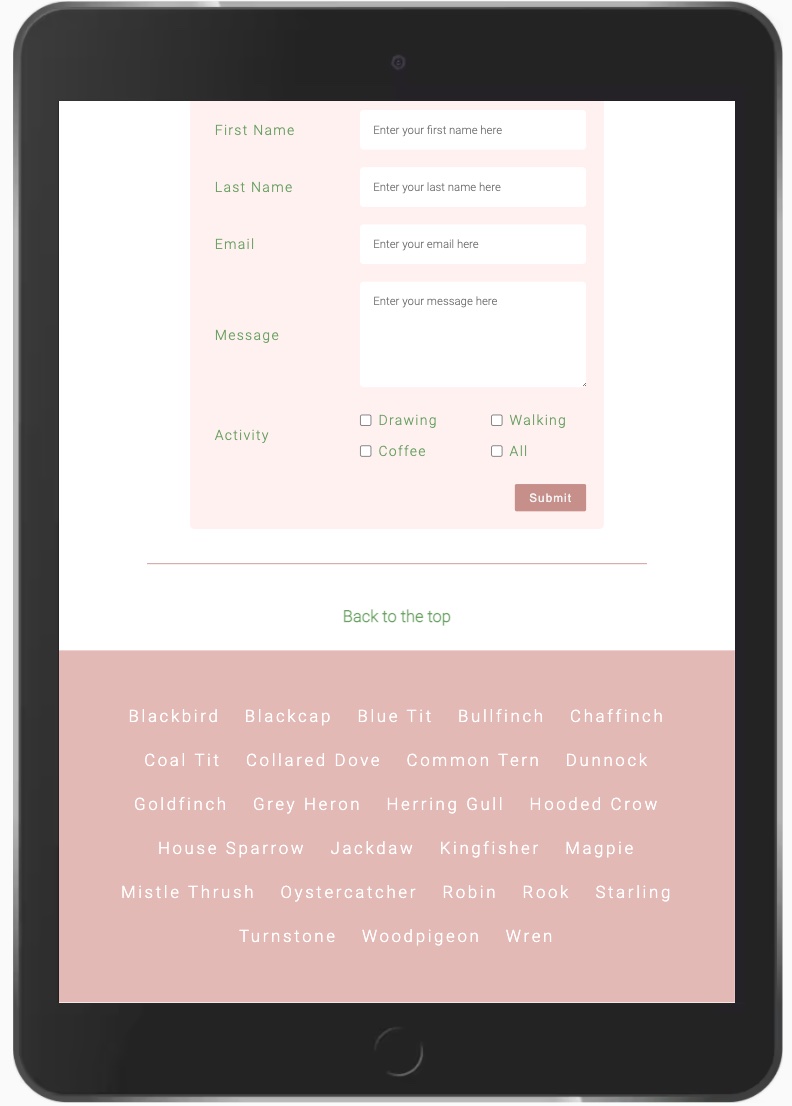 First Name Enter your first name here
Last Name Enter your last name here
Email Enter your email here
Enter your message here
Message
Drawing Walking
Activity
Coffee All
Submit
Back to the top
Blackbird Blackcap Blue Tit Bullfinch Chaffinch
Coal Tit Collared Dove Common Tern Dunnock
Goldfinch Grey Heron Herring Gull Hooded Crow
House Sparrow Jackdaw Kingfisher Magpie
Mistle Thrush Oystercatcher Robin Rook Starling
Turnstone Woodpigeon Wren